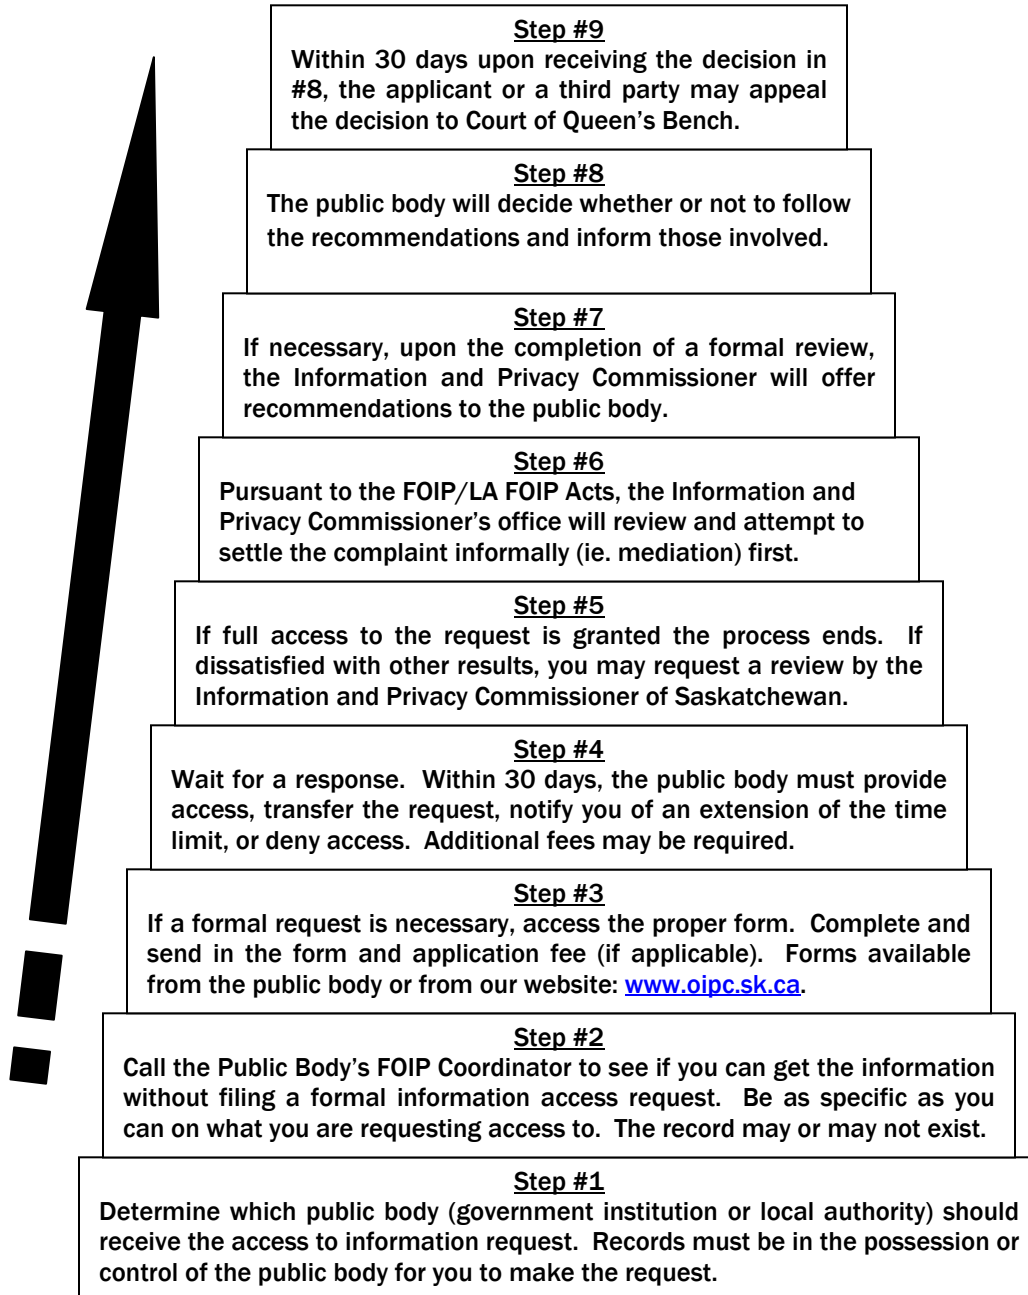 Step #9
Within 30 days upon receiving the decision in
#8, the applicant or a third party may appeal
the decision to Court of Queen's Bench.
Step #8
The public body will decide whether or not to follow
the recommendations and inform those involved.
Step #7
If necessary, upon the completion of a formal review,
the Information and Privacy Commissioner will offer
recommendations to the public body.
Step #6
Pursuant to the FOIP/LA FOIP Acts, the Information and
Privacy Commissioner's office will review and attempt to
settle the complaint informally (ie. mediation) first.
Step #5
If full access to the request is granted the process ends. If
dissatisfied with other results, you may request a review by the
Information and Privacy Commissioner of Saskatchewan.
Step #4
Wait for a response. Within 30 days, the public body must provide
access, transfer the request, notify you of an extension of the time
limit, or deny access. Additional fees may be required.
Step #3
If a formal request is necessary, access the proper form. Complete and
send in the form and application fee (if applicable). Forms available
from the public body or from our website: www.oipc.sk.ca.
Step #2
Call the Public Body's FOIP Coordinator to see if you can get the information
without filing a formal information access request. Be as specific as you
can on what you are requesting access to. The record may or may not exist.
Step #1
Determine which public body (government institution or local authority) should
receive the access to information request. Records must be in the possession or
control of the public body for you to make the request.